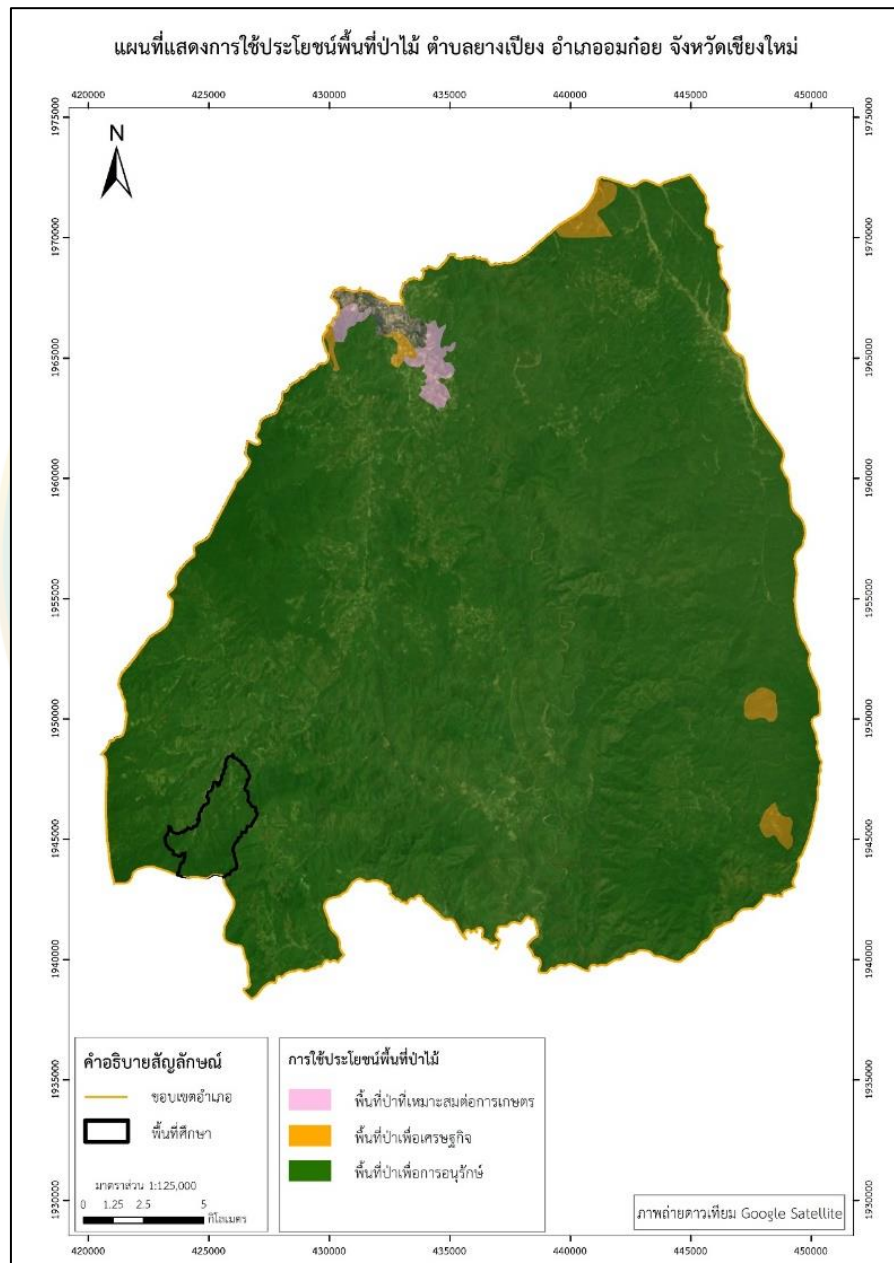 แผนที่แสดงการใช้ประโยชน์พื้นที่ป่าไม้ ตำบลยางเปียง อำเภออมก๋อย จังหวัดเชียงใหม่
420000 425000 430000 435000 440000 445000 450000
N
1975000 1975000
1970000 1970000
1965000 1965000
1960000 1960000
1955000 1955000
1950000 1950000
1945000 1945000
1940000 1940000
1935000 1935000
1930000 1930000
คำอธิบายสัญลักษณ์
ขอบเขตอำเภอ
พื้นที่ศึกษา
มาตราส่วน 1:125,000
0 1.25 2.5 5
กิโลเมตร
การใช้ประโยชน์พื้นที่ป่าไม้
พื้นที่ป่าที่เหมาะสมต่อการเกษตร
พื้นที่ป่าเพื่อเศรษฐกิจ
พื้นที่ป่าเพื่อการอนุรักษ์
ภาพถ่ายดาวเทียม Google Satellite
420000 425000 430000 435000 440000 445000 450000